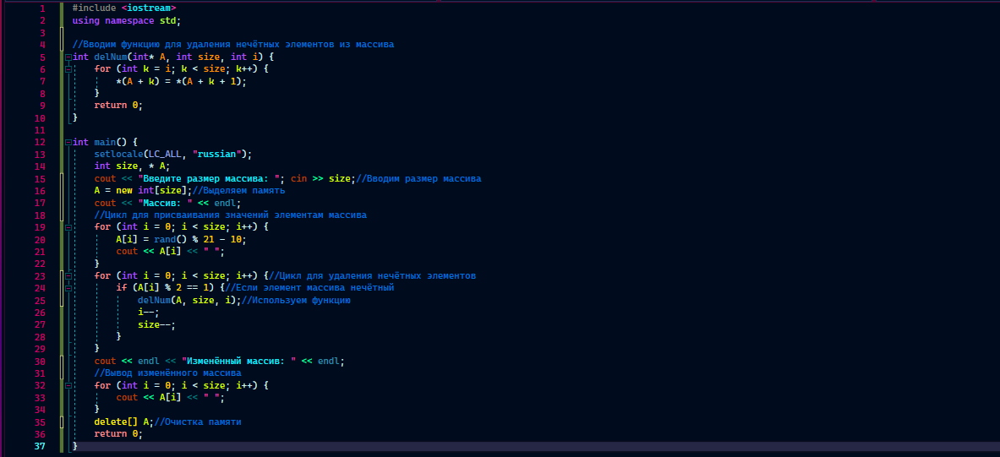 1 #include <iostream>
2 using namespace std;
3
4 //Вводим функцию для удаления нечётных элементов из массива
5 int delNum(int* A, int size, int i) {
6 for (int k = i; k < size; k++) {
7 *(A + k) = *(A + k + 1);
8 }
9 return 0;
10 }
11
12 int main() {
13 setlocale(LC_ALL, "russian");
14 int size, * A;
15 cout << "Введите размер массива: "; cin >> size;//Вводим размер массива
16 A = new int[size];//Выделяем память
17 cout << "Массив: " << endl;
18 //Цикл для присваивания значений элементам массива
19 for (int i = 0; i < size; i++) {
20 A[i] = rand() % 21 - 10;
21 cout << A[i] << " ";
22 }
23 for (int i = 0; i < size; i++) {//Цикл для удаления нечётных элементов
24 if (A[i] % 2 == 1) {//Если элемент массива нечётный
25 delNum(A, size, i);//Используем функцию
26 i--;
27 size--;
28 }
29 }
30 cout << endl << "Изменённый массив: " << endl;
31 //Вывод изменённого массива
32 for (int i = 0; i < size; i++) {
33 cout << A[i] << " ";
34 }
35 delete[] A;//Очистка памяти
36 return 0;
37 }